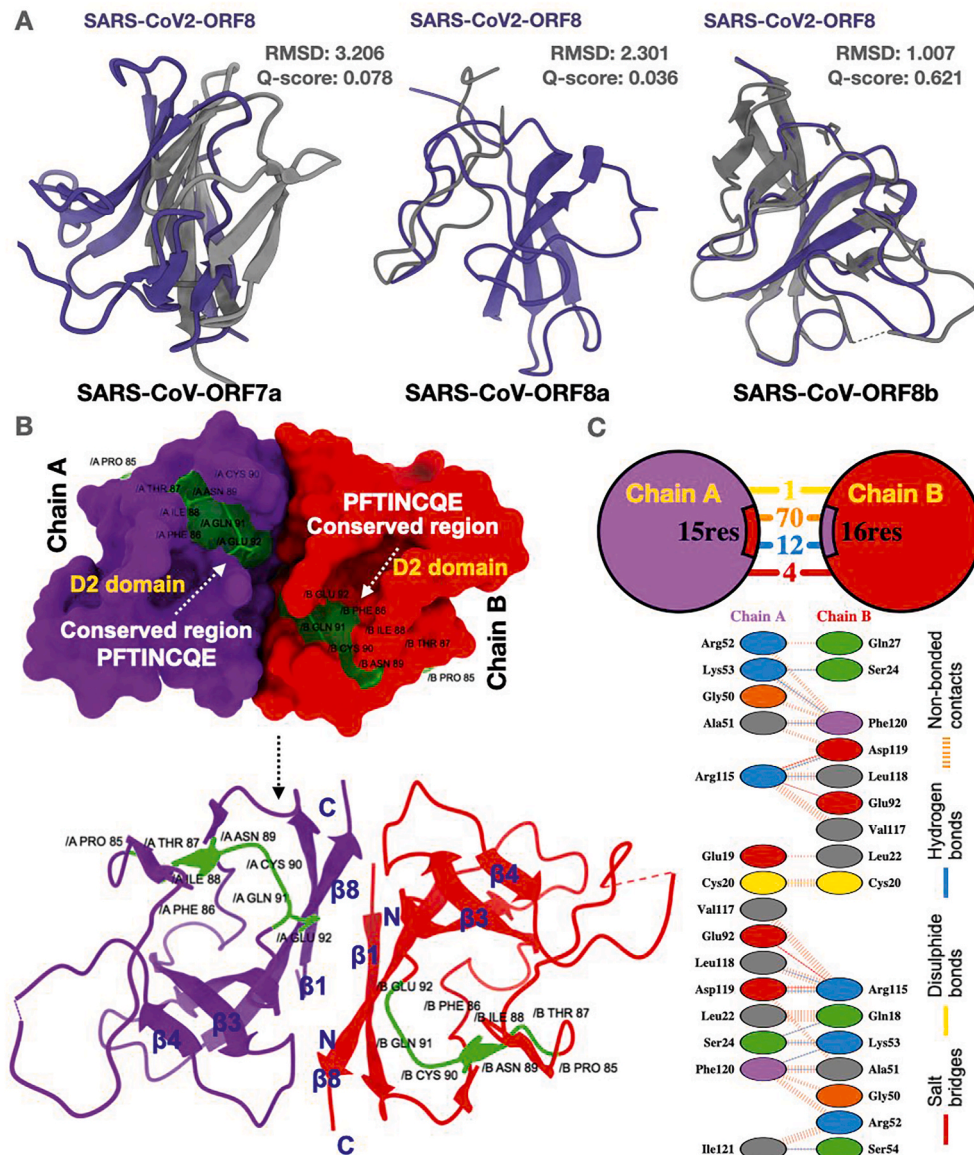 A
SARS-CoV2-ORF8
RMSD: 3.206
Q-score: 0.078
SARS-CoV-ORF7a
SARS-CoV2-ORF8
RMSD: 2.301
Q-score: 0.036
SARS-CoV-ORF8a
SARS-CoV2-ORF8
RMSD: 1.007
Q-score: 0.621
SARS-CoV-ORF8b
B
Chain A
/A PRO 85
/A CYS 90
/A THR 87
/A ASN 89
/A ILE 88
/A GLN 91
/A PHE 86
/A GLU 92
D2 domain
Conserved region
PFTINCQE
PFTINCQE
Conserved region
D2 domain
/B GLU 92
/B PHE 88
/B GLN 91
/B ILE 88
/B THR 87
/B CYS 90
/B ASN 89
/B PRO 85
Chain B
C
/A PRO 85
/A THR 87
/A ASN 89
/A ILE 88
/A CYS 90
/A GLN 91
/A PHE 86
/A GLU 92
β8
β1
β3
β4
N
β1
β4
β3
/B GLU 92
/B PHE 86
/B ILE 88
/B THR 87
/B GLN 91
/B CYS 90
/B ASN 89
/B PRO 85
N
β8
C
C
Chain A
15res
1
70
12
4
Chain B
16res
Chain A Chain B
Arg52 Gln27
Lys53 Ser24
Gly50
Ala51 Phe120
Asp119
Arg115 Leu118
Glu92
Val117
Glu19 Leu22
Cys20 Cys20
Val117
Glu92
Leu118
Asp119 Arg115
Leu22 Gln18
Ser24 Lys53
Phe120 Ala51
Gly50
Arg52
Ile121 Ser54
Non-bonded
contacts
Hydrogen
bonds
Disulphide
bonds
Salt
bridges